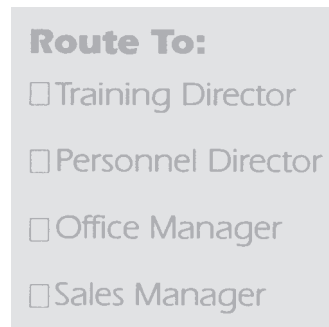 Route To:
Training Director
Personnel Director
Office Manager
Sales Manager